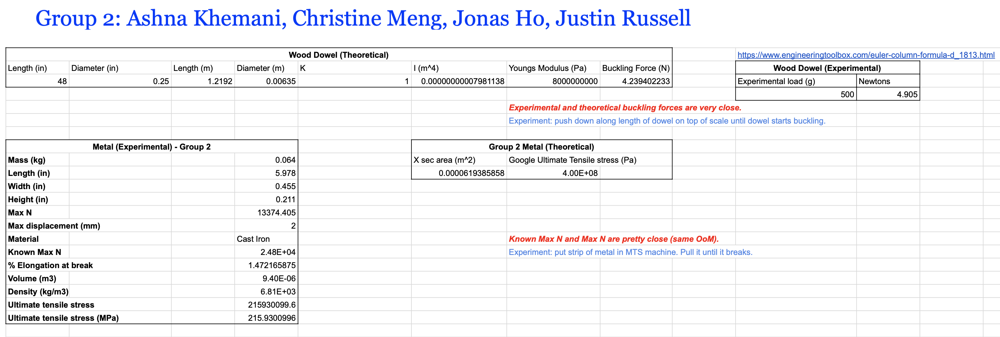 Group 2: Ashna Khemani, Christine Meng, Jonas Ho, Justin Russell
Wood Dowel (Theoretical) https://www.engineeringtoolbox.com/euler-column-formula-d_1813.html
Length (in) Diameter (in) Length (m) Diameter (m) K I (m^4) Youngs Modulus (Pa) Buckling Force (N) Wood Dowel (Experimental)
48 0.25 1.2192 0.00635 1 0.00000000007981138 8000000000 4.239402233 Experimental load (g) Newtons
500 4.905
Experimental and theoretical buckling forces are very close.
Experiment: push down along length of dowel on top of scale until dowel starts buckling.
Metal (Experimental) - Group 2 Group 2 Metal (Theoretical)
Mass (kg) 0.064 X sec area (m^2) Google Ultimate Tensile stress (Pa)
Length (in) 5.978 0.0000619385858 4.00E+08
Width (in) 0.455
Height (in) 0.211
Max N 13374.405
Max displacement (mm) 2
Material Cast Iron Known Max N and Max N are pretty close (same OoM).
Known Max N 2.48E+04 Experiment: put strip of metal in MTS machine. Pull it until it breaks.
% Elongation at break 1.472165875
Volume (m3) 9.40E-06
Density (kg/m3) 6.81E+03
Ultimate tensile stress 215930099.6
Ultimate tensile stress (MPa) 215.9300996